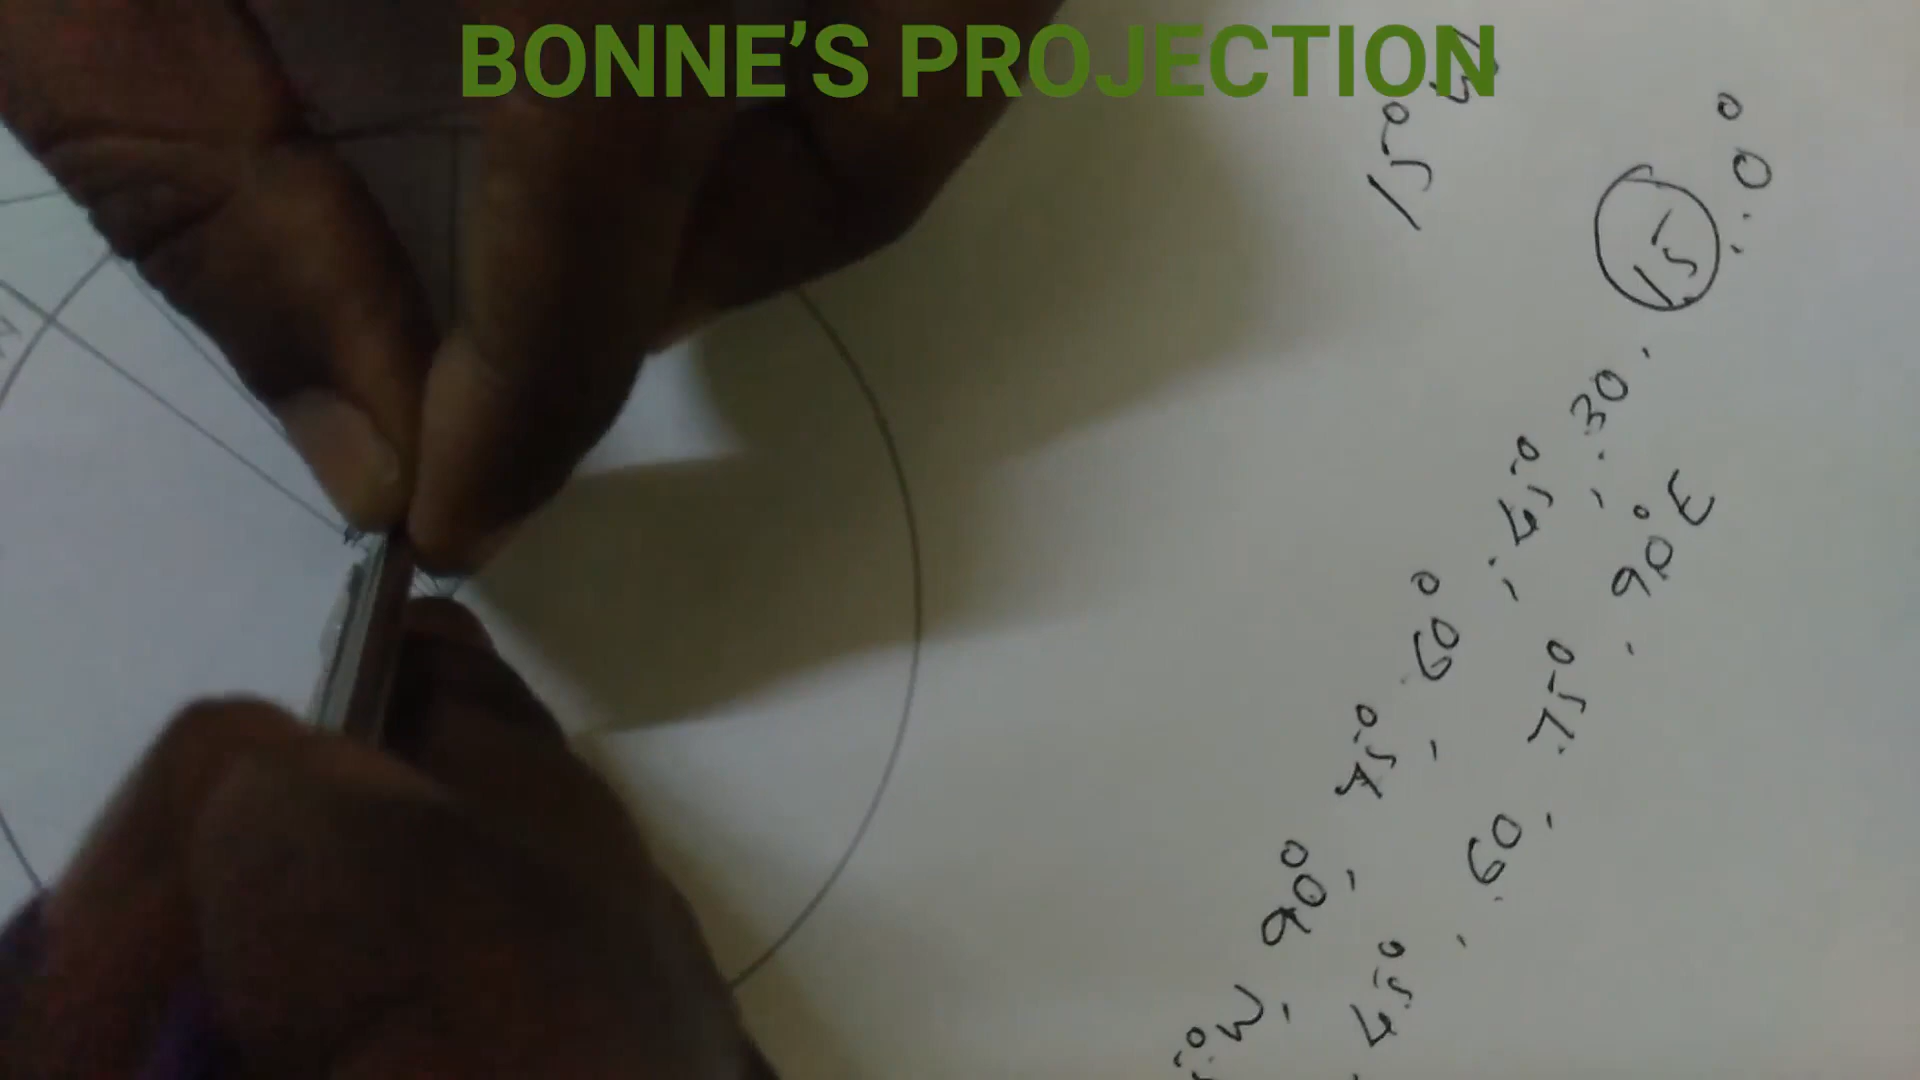 BONNE'S PROJECTION
15°
W, 90°, 75°, 60°, 45°, 30, 15, 0°
45°, 60, 75°, 90°E